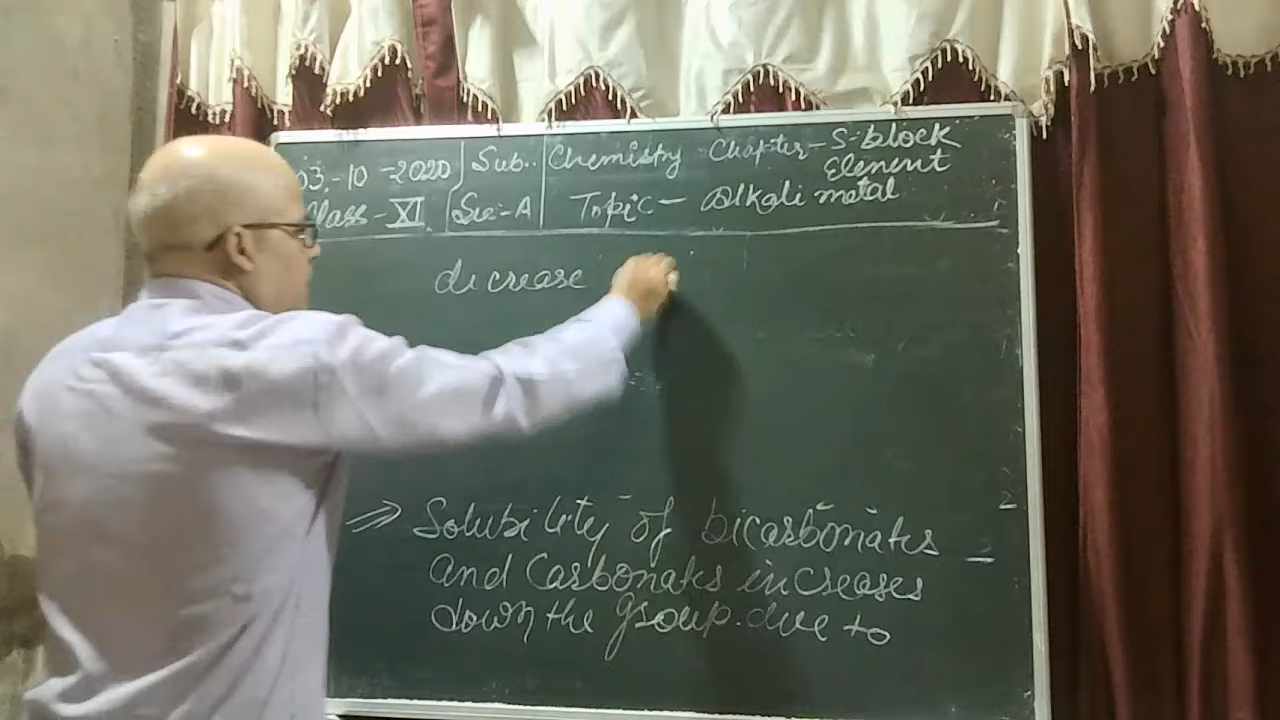 03.-10-2020 Sub.. Chemistry Chapter- S-block
Element
Class-XI. Sec-A Topic- Alkali metal
decrease
⇒ Solubility of bicarbonates
and Carbonates increases
down the group. due to